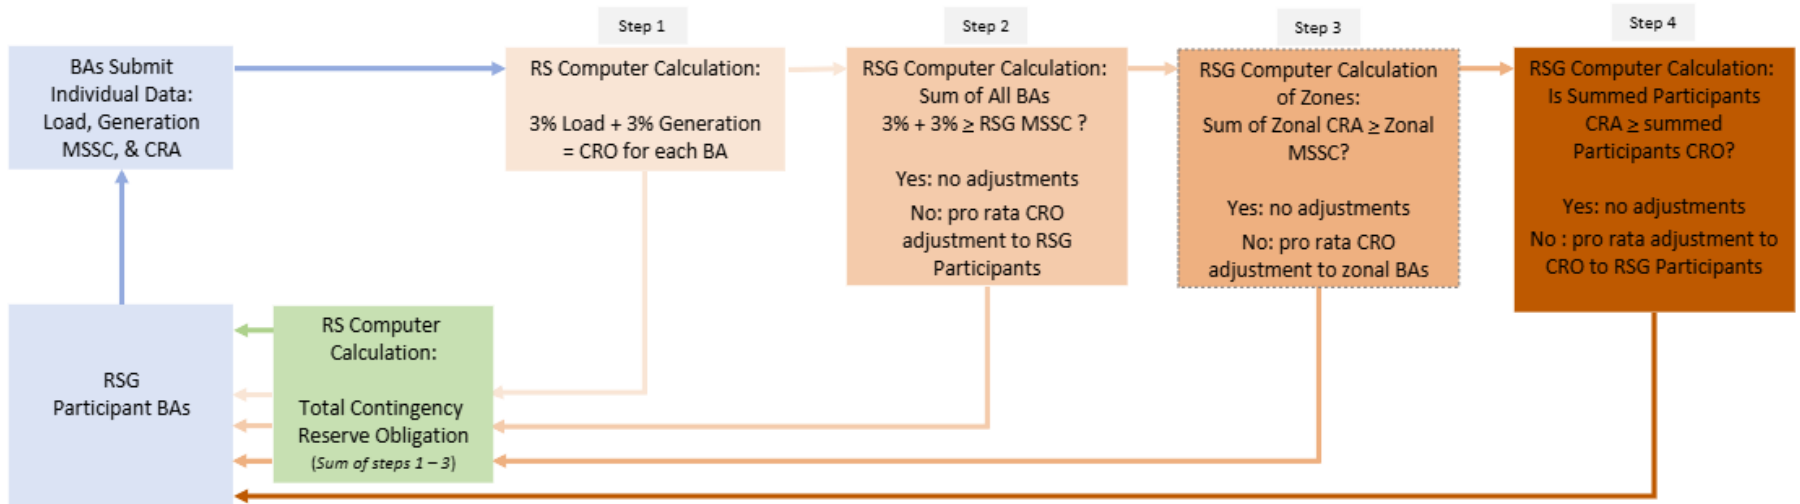 Step 1
Step 2
Step 3
Step 4
BAs Submit
Individual Data:
Load, Generation
MSSC, & CRA
RS Computer Calculation:
3% Load + 3% Generation
= CRO for each BA
RSG Computer Calculation:
Sum of All BAs
3% + 3% ≥ RSG MSSC ?
Yes: no adjustments
No: pro rata CRO
adjustment to RSG
Participants
RSG Computer Calculation
of Zones:
Sum of Zonal CRA ≥ Zonal
MSSC?
Yes: no adjustments
No: pro rata CRO
adjustment to zonal BAs
RSG Computer Calculation:
Is Summed Participants
CRA ≥ summed
Participants CRO?
Yes: no adjustments
No : pro rata adjustment to
CRO to RSG Participants
RSG
Participant BAs
RS Computer
Calculation:
Total Contingency
Reserve Obligation
(Sum of steps 1 – 3)